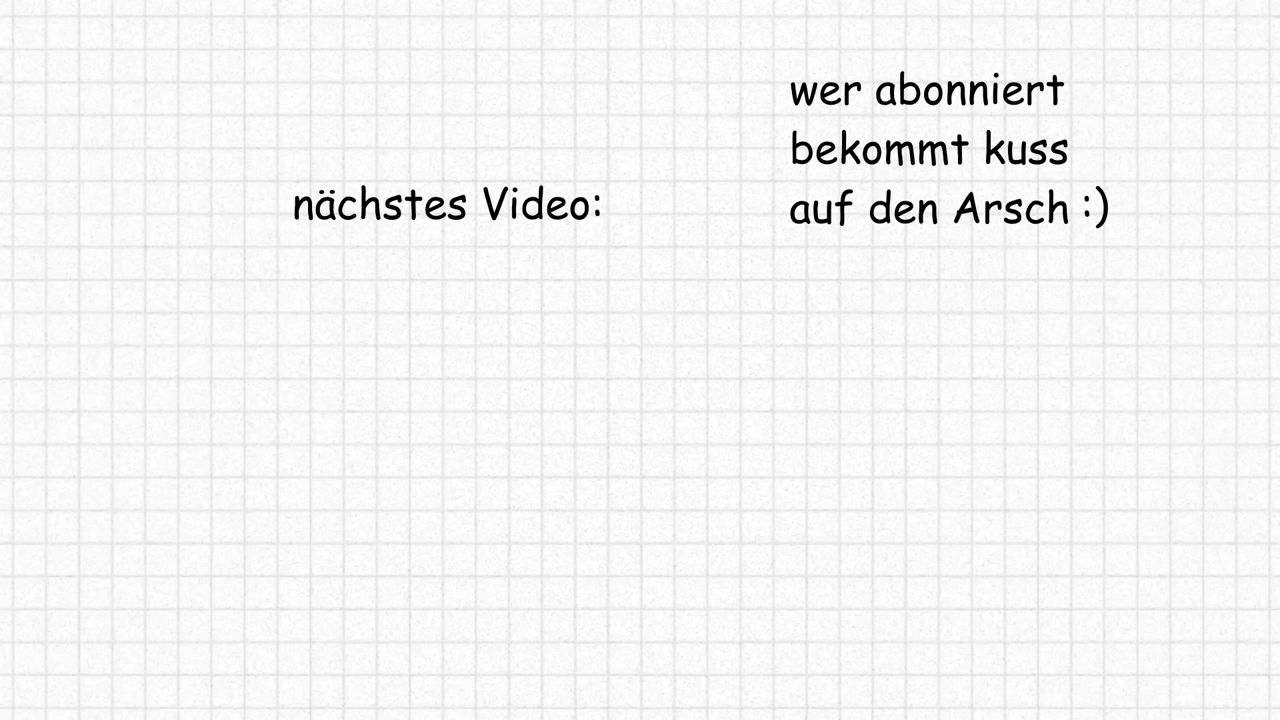 nächstes Video:
wer abonniert
bekommt kuss
auf den Arsch :)